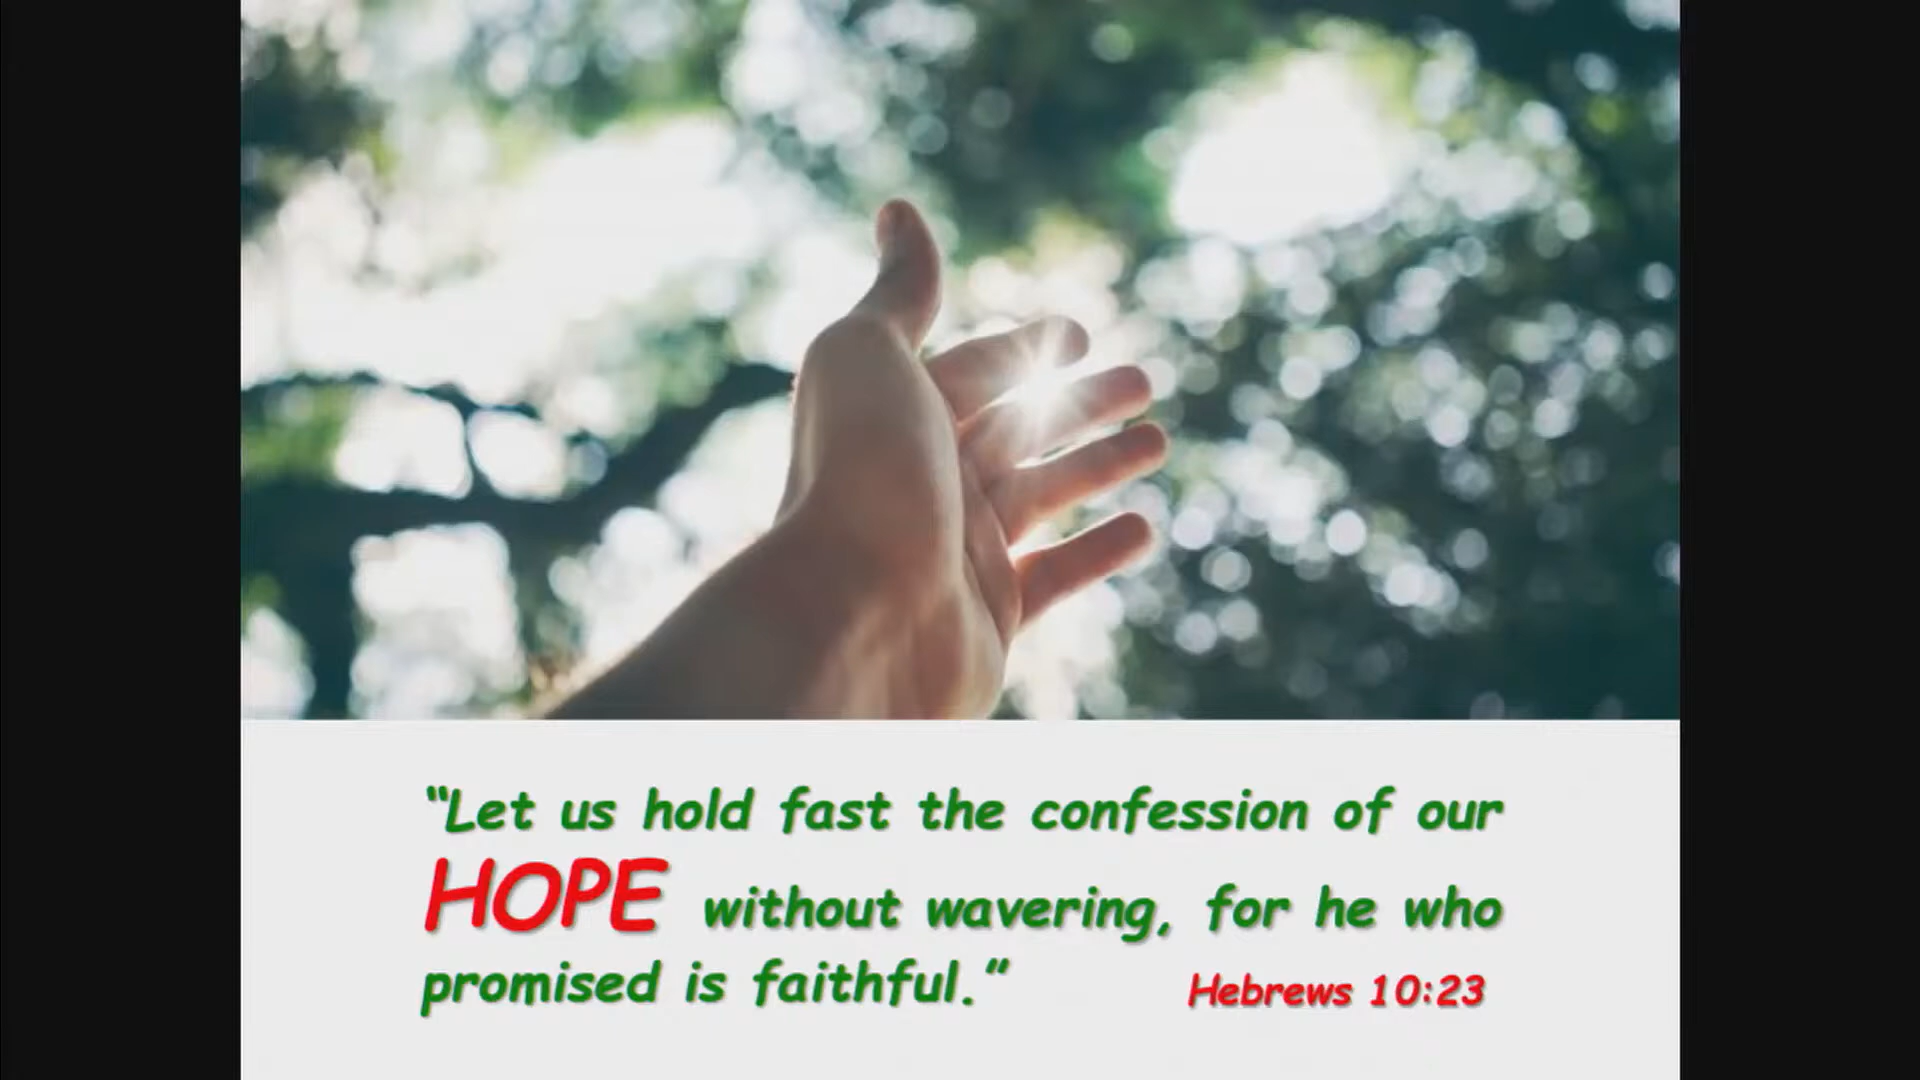 “Let us hold fast the confession of our
HOPE without wavering, for he who
promised is faithful.” Hebrews 10:23